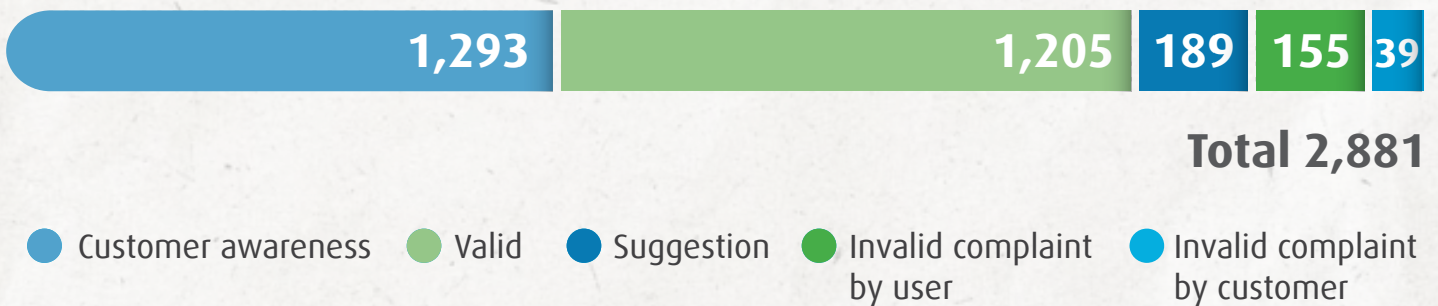 1,293 1,205 189 155 39
Total 2,881
Customer awareness Valid Suggestion Invalid complaint by user Invalid complaint by customer